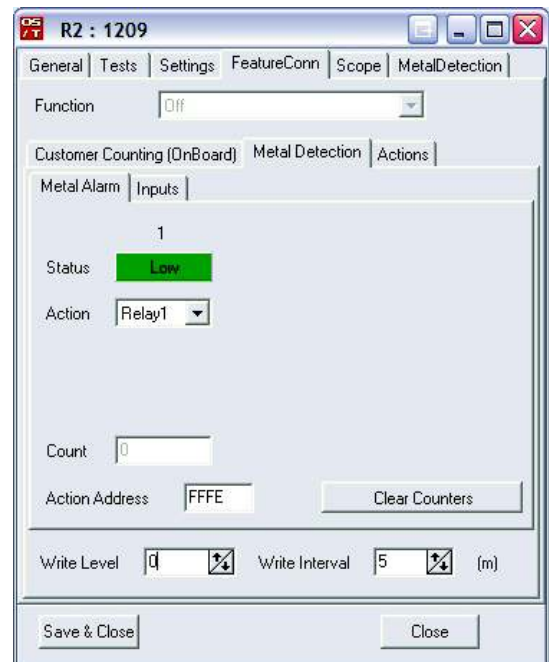 OS/T R2 : 1209
General Tests Settings FeatureConn Scope MetalDetection
Function Off
Customer Counting (OnBoard) Metal Detection Actions
Metal Alarm Inputs
1
Status Low
Action Relay1
Count 0
Action Address FFFE Clear Counters
Write Level 0 Write Interval 5 (m)
Save & Close Close